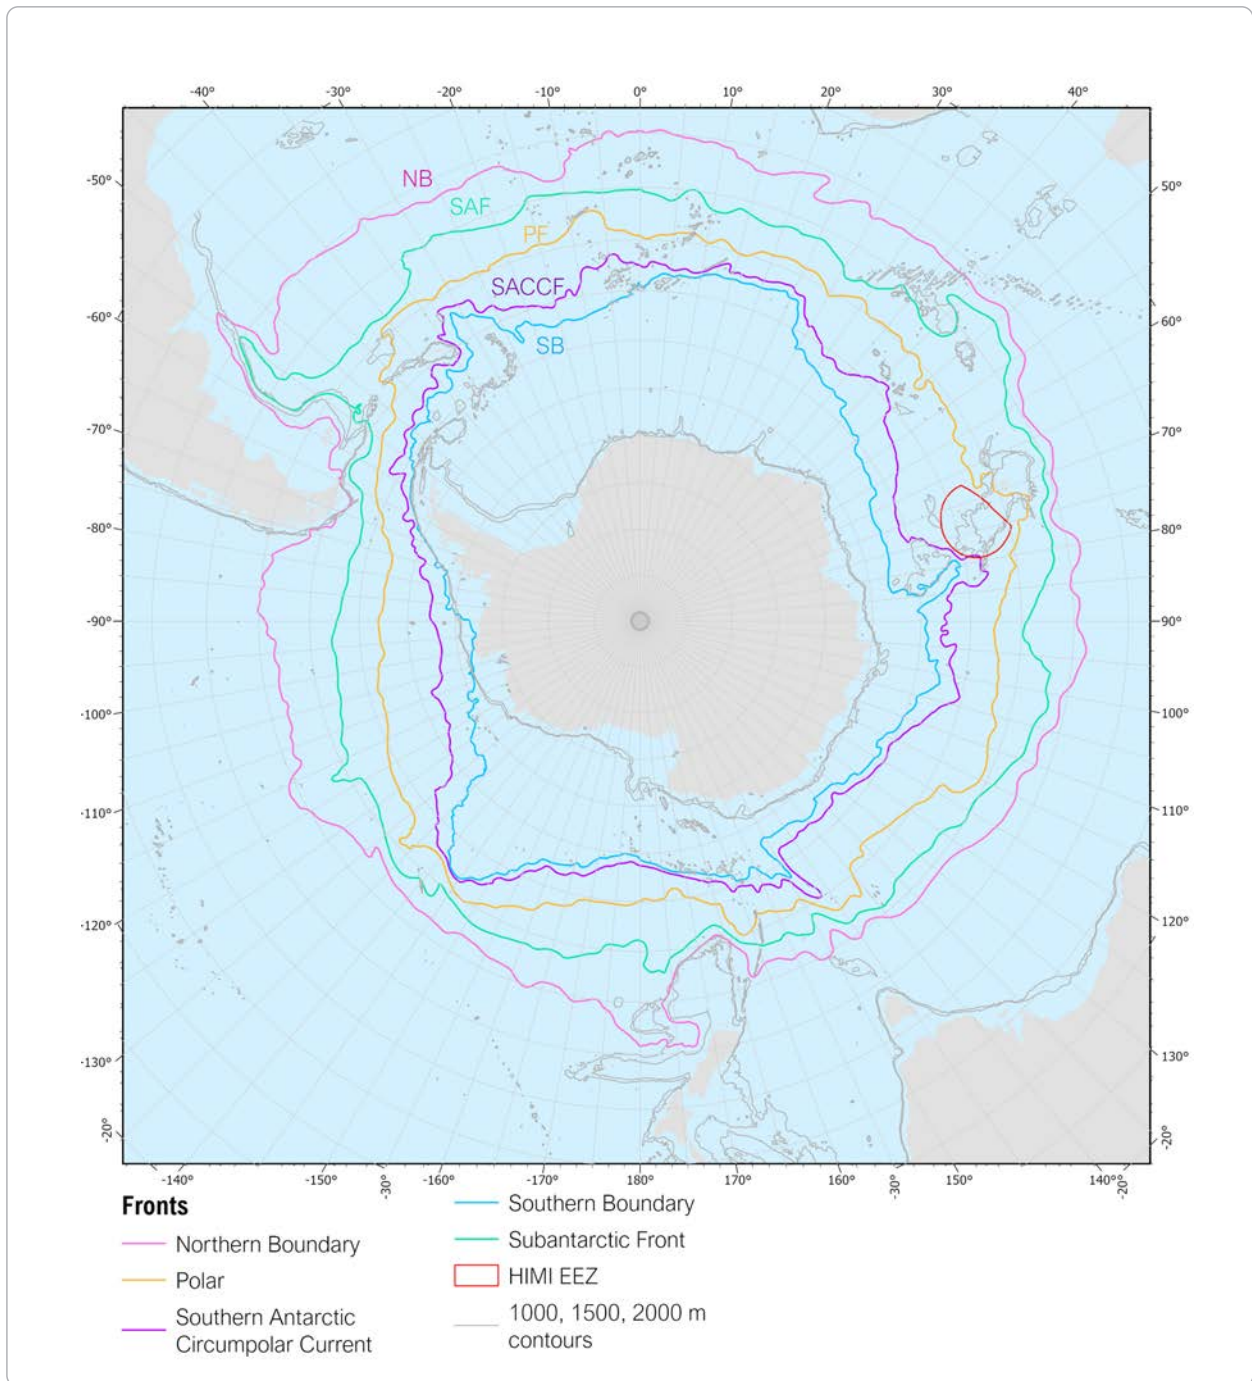 -40°
-30°
-20°
-10°
0°
10°
20°
30°
40°
-50°
50°
NB
SAF
PF
SACCF
SB
-60°
60°
-70°
70°
-80°
80°
-90°
90°
-100°
100°
-110°
110°
-120°
120°
-130°
130°
-20°
-20°
-140°
-150°
-30°
-160°
-170°
180°
170°
160°
-30°
150°
140°
-20°
Fronts
Northern Boundary
Polar
Southern Antarctic
Circumpolar Current
Southern Boundary
Subantarctic Front
HIMI EEZ
1000, 1500, 2000 m
contours